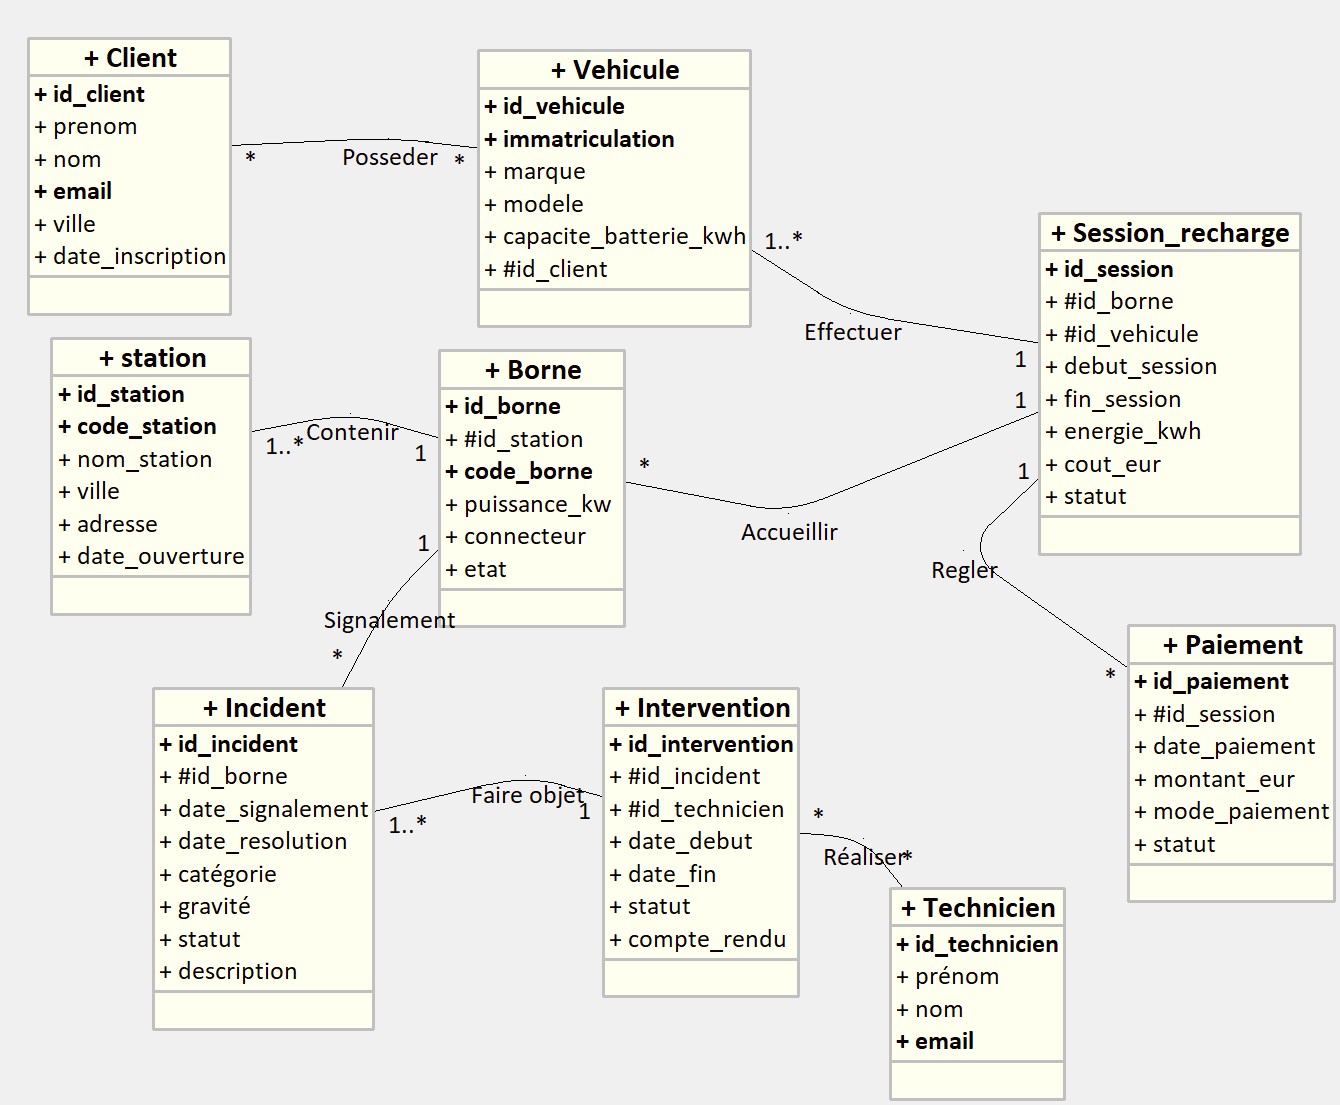 + Client
+ id_client
+ prenom
+ nom
+ email
+ ville
+ date_inscription
* Posseder *
+ Vehicule
+ id_vehicule
+ immatriculation
+ marque
+ modele
+ capacite_batterie_kwh
+ #id_client
1..*
Effectuer
1
+ Session_recharge
+ id_session
+ #id_borne
+ #id_vehicule
+ debut_session
+ fin_session
+ energie_kwh
+ cout_eur
+ statut
+ station
+ id_station
+ code_station
+ nom_station
+ ville
+ adresse
+ date_ouverture
1..* Contenir 1
+ Borne
+ id_borne
+ #id_station
+ code_borne
+ puissance_kw
+ connecteur
+ etat
*
Accueillir
1
1
Regler
*
+ Paiement
+ id_paiement
+ #id_session
+ date_paiement
+ montant_eur
+ mode_paiement
+ statut
1
Signalement
*
+ Incident
+ id_incident
+ #id_borne
+ date_signalement
+ date_resolution
+ catégorie
+ gravité
+ statut
+ description
1..*
Faire objet
1
+ Intervention
+ id_intervention
+ #id_incident
+ #id_technicien
+ date_debut
+ date_fin
+ statut
+ compte_rendu
*
Réaliser*
+ Technicien
+ id_technicien
+ prénom
+ nom
+ email